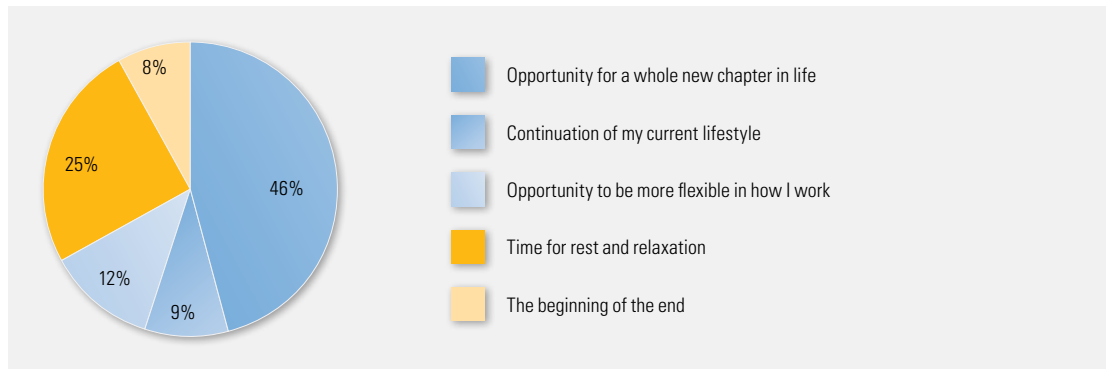 8%
25%
46%
12%
9%
Opportunity for a whole new chapter in life
Continuation of my current lifestyle
Opportunity to be more flexible in how I work
Time for rest and relaxation
The beginning of the end